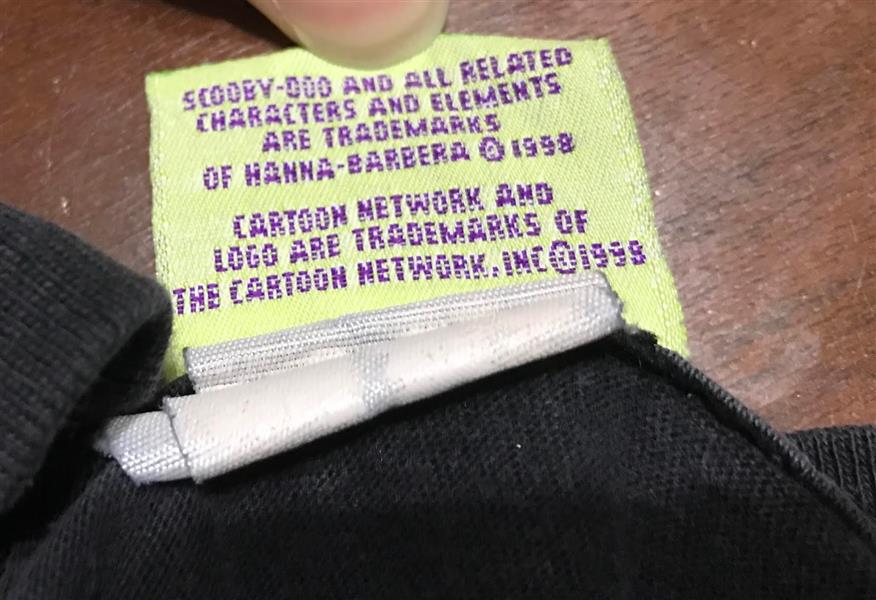 SCOOBY-DOO AND ALL RELATED
CHARACTERS AND ELEMENTS
ARE TRADEMARKS
OF HANNA-BARBERA © 1998
CARTOON NETWORK AND
LOGO ARE TRADEMARKS OF
THE CARTOON NETWORK, INC © 1998